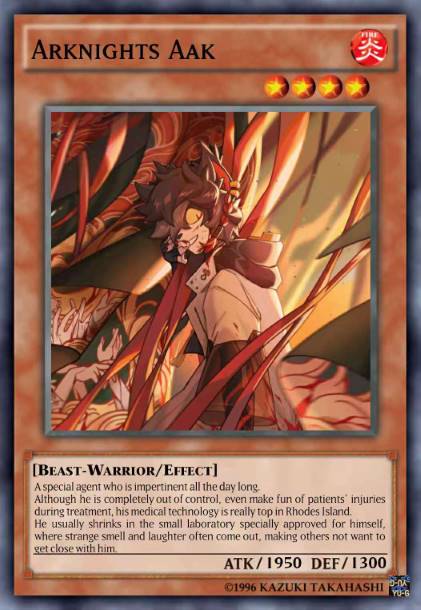 ARKNIGHTS AAK
FIRE
炎
[BEAST-WARRIOR/EFFECT]
A special agent who is impertinent all the day long.
Although he is completely out of control, even make fun of patients' injuries
during treatment, his medical technology is really top in Rhodes Island.
He usually shrinks in the small laboratory specially approved for himself,
where strange smell and laughter often come out, making others not want to
get close with him.
ATK/1950 DEF/1300
©1996 KAZUKI TAKAHASHI